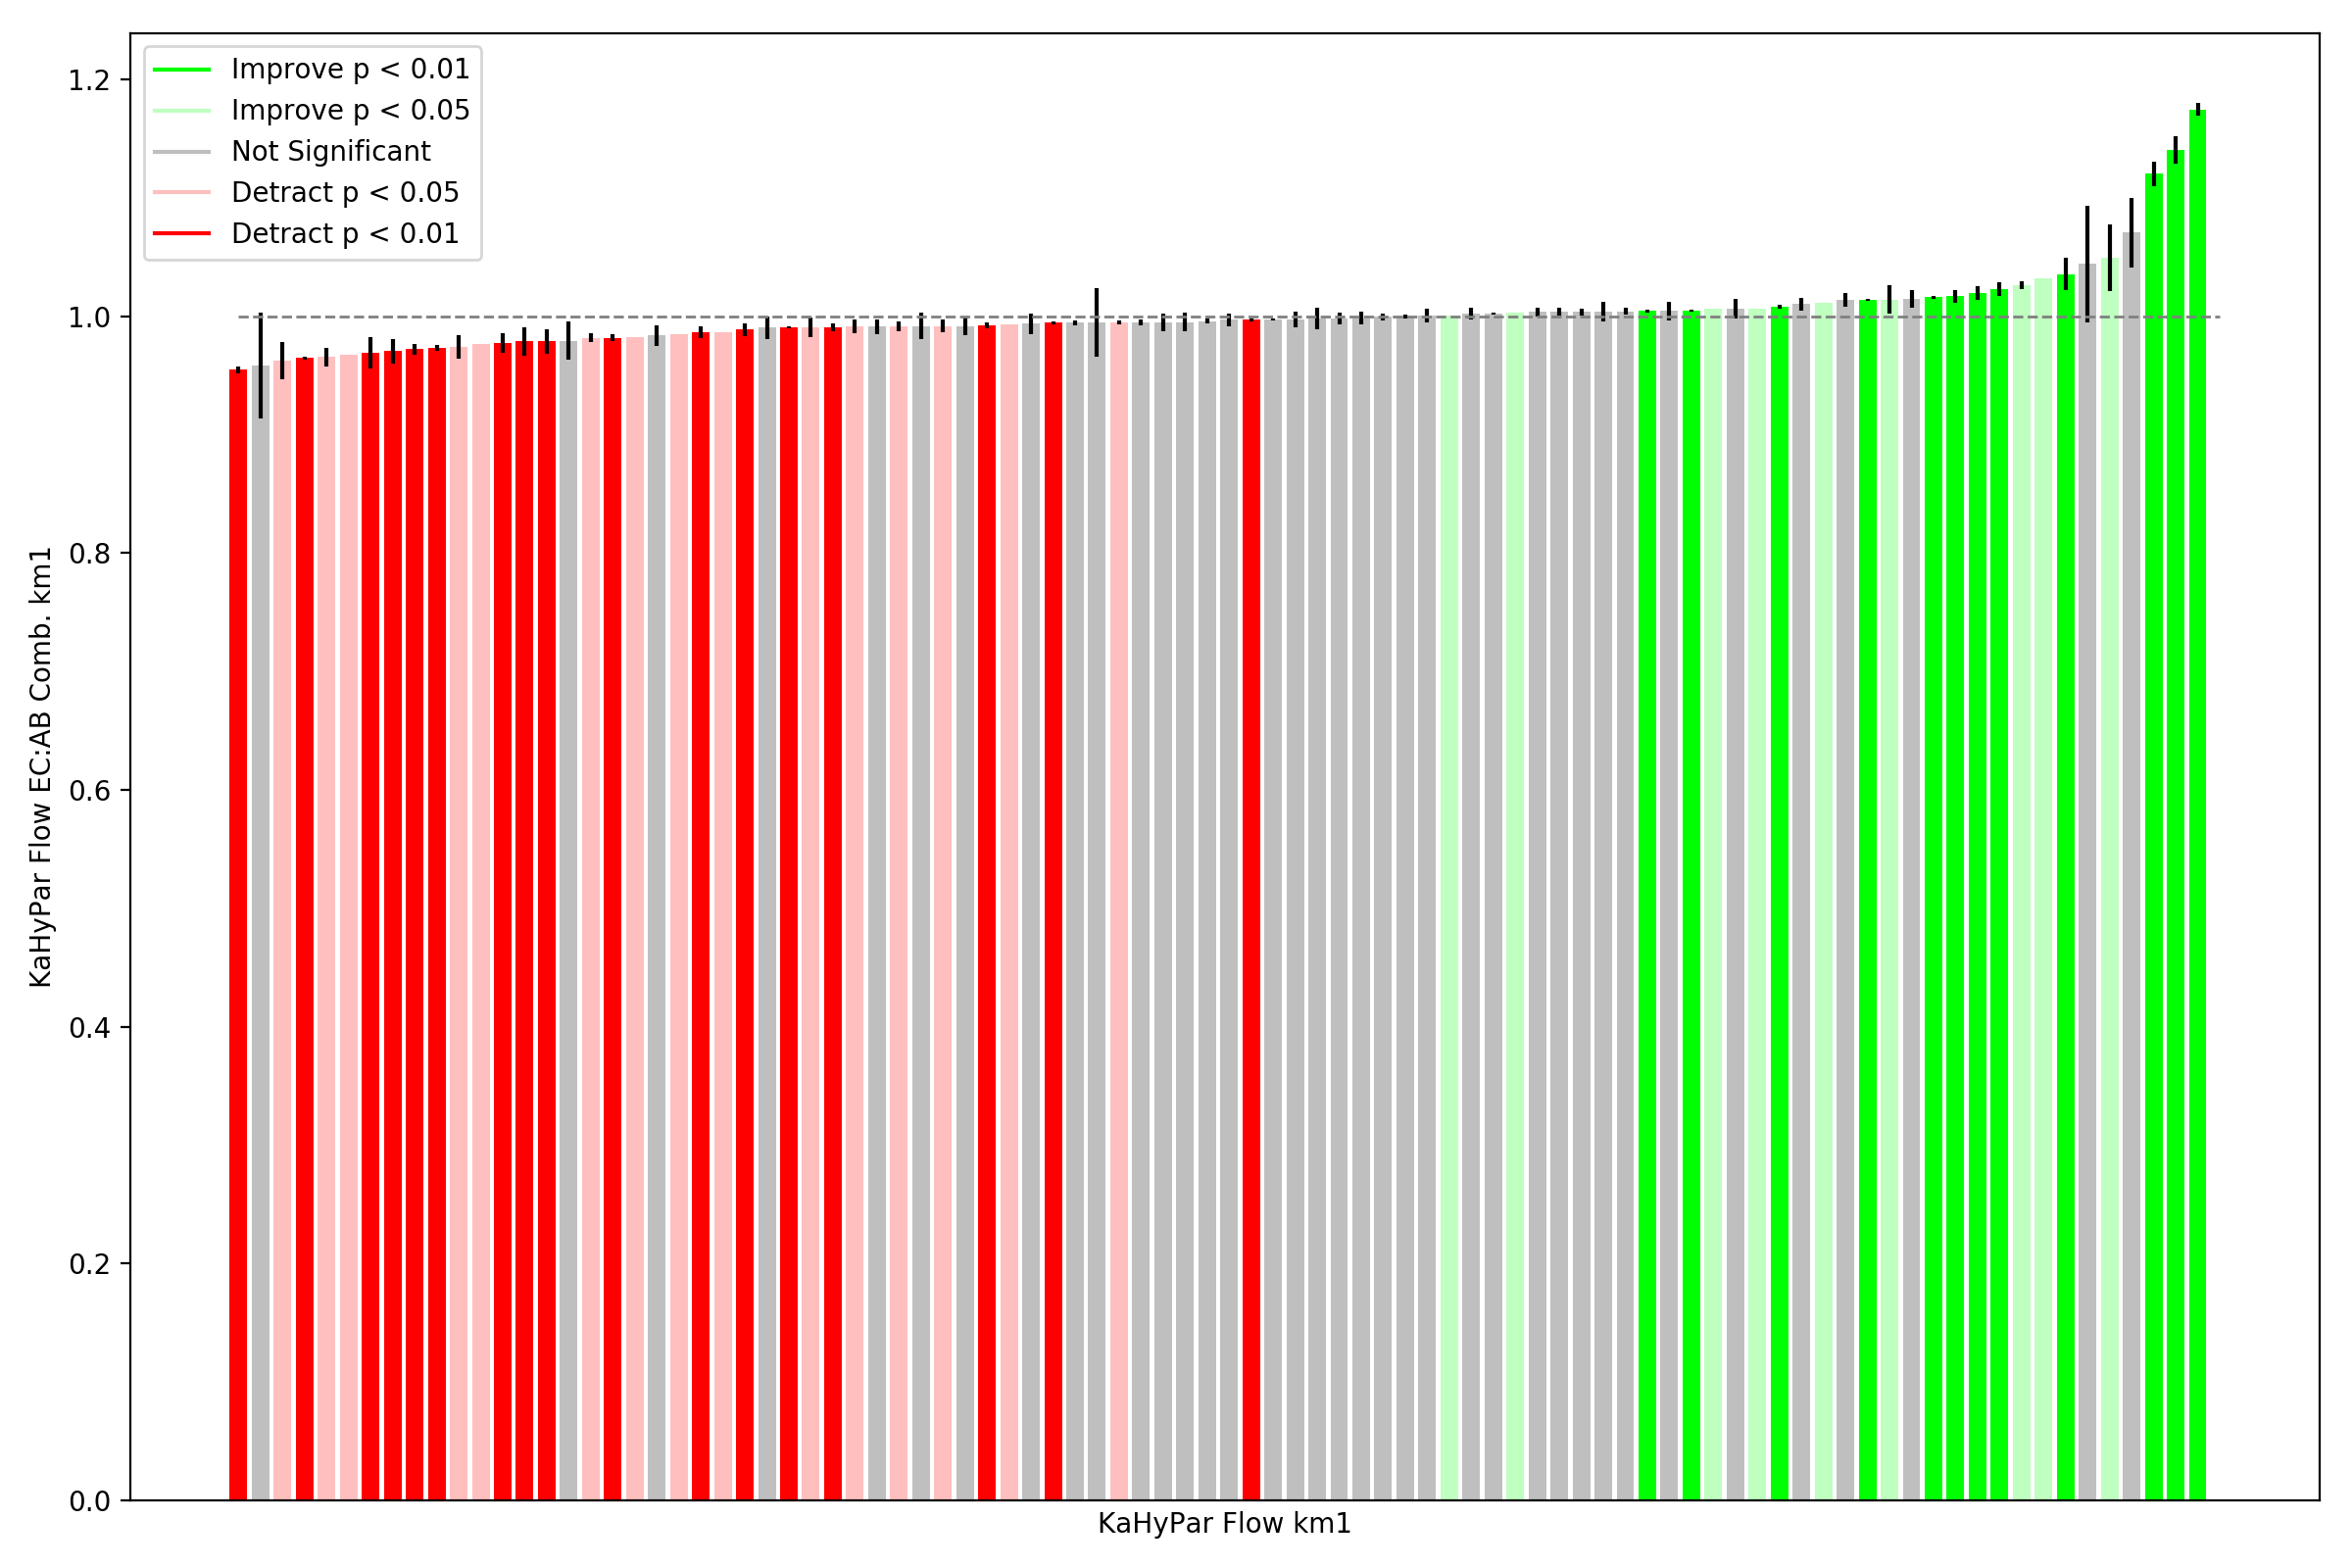 Improve p < 0.01
Improve p < 0.05
Not Significant
Detract p < 0.05
Detract p < 0.01
1.2
1.0
0.8
0.6
0.4
0.2
0.0
KaHyPar Flow EC:AB Comb. km1
KaHyPar Flow km1